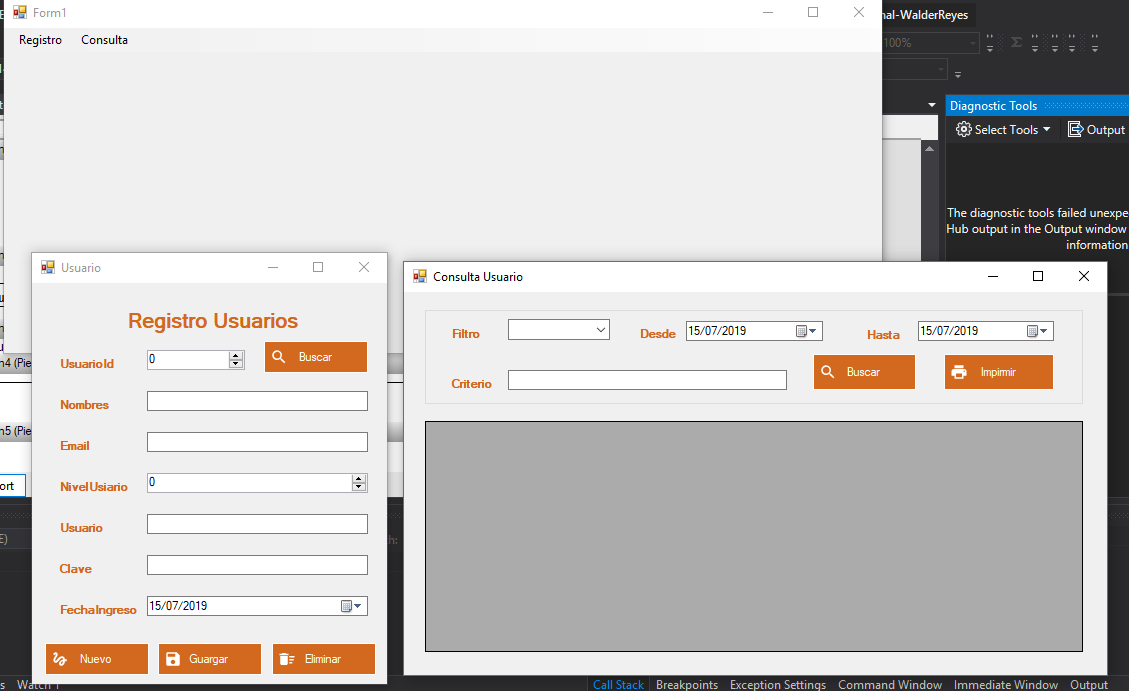 Form1
nal-WalderReyes
Registro Consulta
100%
Diagnostic Tools
Select Tools Output
The diagnostic tools failed unexpe
Hub output in the Output window
information
Usuario
Registro Usuarios
UsuarioId 0 Buscar
Nombres
Email
NivelUsiario 0
Usuario
Clave
FechaIngreso 15/07/2019
Nuevo Guargar Eliminar
Consulta Usuario
Filtro Desde 15/07/2019 Hasta 15/07/2019
Criterio Buscar Impirmir
n4 (Pie
n5 (Pie
ort
E)
h:
s Watch 1
Call Stack Breakpoints Exception Settings Command Window Immediate Window Output